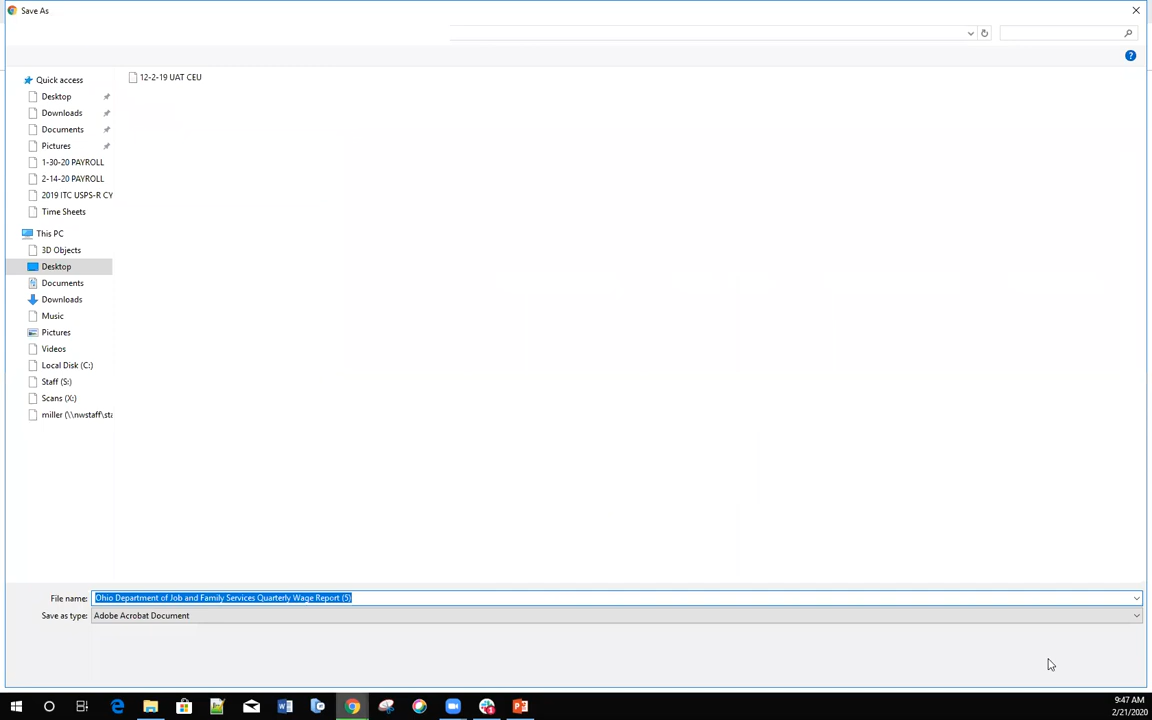 Save As
Quick access
12-2-19 UAT CEU
Desktop
Downloads
Documents
Pictures
1-30-20 PAYROLL
2-14-20 PAYROLL
2019 ITC USPS-R CY
Time Sheets
This PC
3D Objects
Desktop
Documents
Downloads
Music
Pictures
Videos
Local Disk (C:)
Staff (S:)
Scans (X:)
miller (\\nwstaff\sta
File name: Ohio Department of Job and Family Services Quarterly Wage Report (5)
Save as type: Adobe Acrobat Document
9:47 AM
2/21/2020